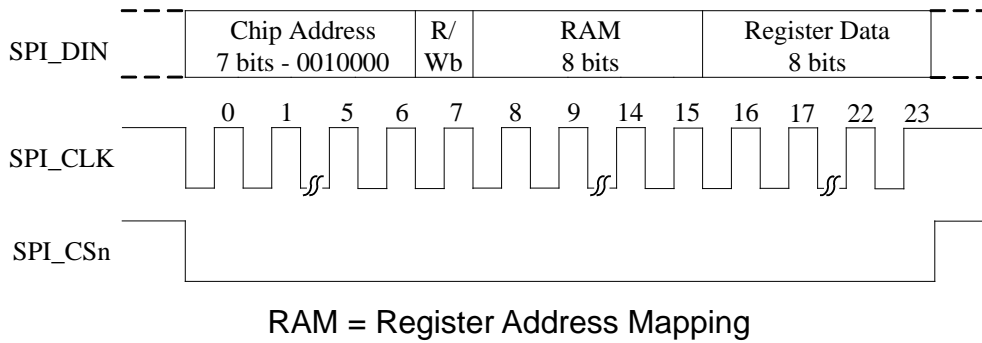 SPI_DIN
Chip Address
7 bits - 0010000
R/
Wb
RAM
8 bits
Register Data
8 bits
0 1 5 6 7 8 9 14 15 16 17 22 23
SPI_CLK
SPI_CSn
RAM = Register Address Mapping